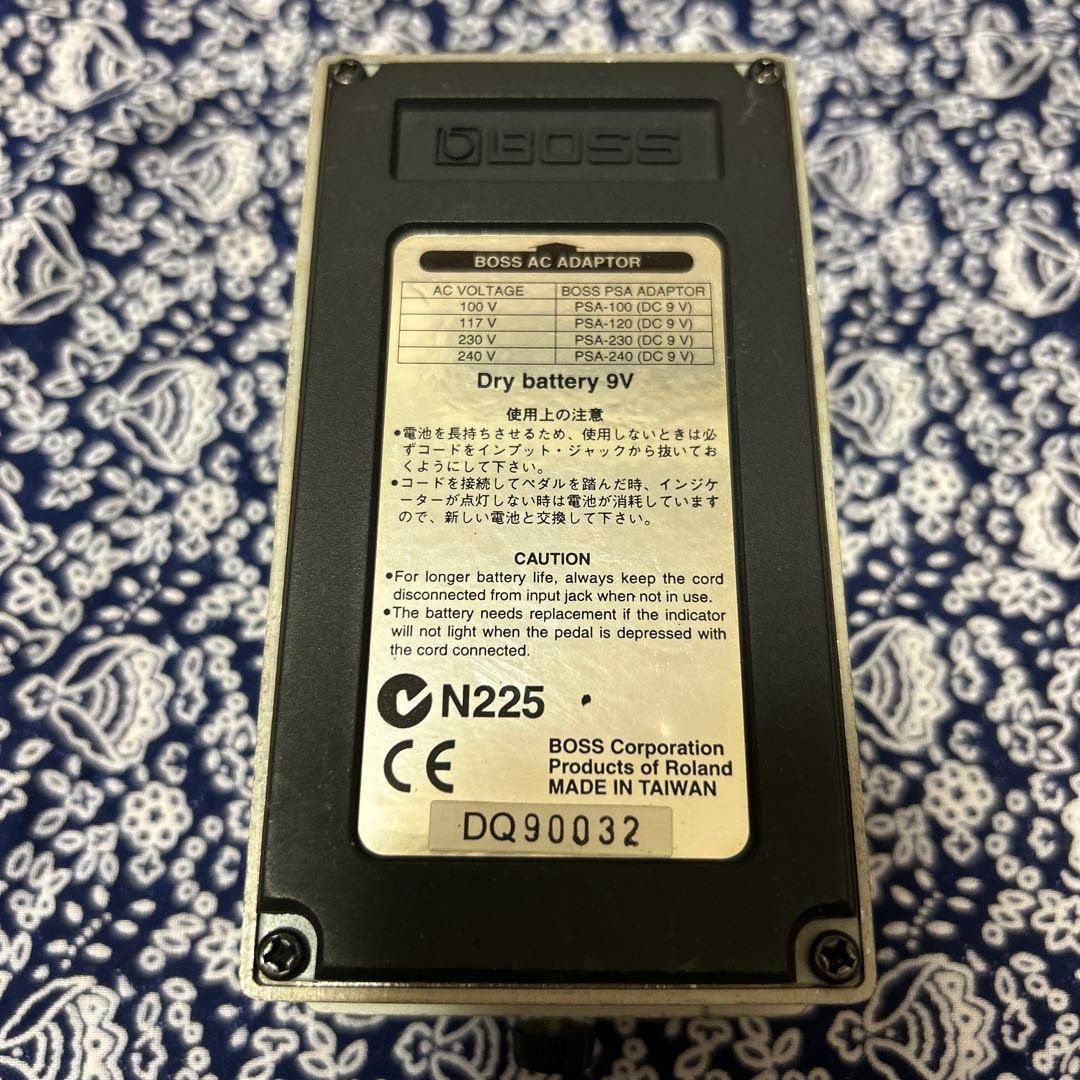 BOSS
BOSS AC ADAPTOR
AC VOLTAGE BOSS PSA ADAPTOR
100 V PSA-100 (DC 9 V)
117 V PSA-120 (DC 9 V)
230 V PSA-230 (DC 9 V)
240 V PSA-240 (DC 9 V)
Dry battery 9V
使用上の注意
●電池を長持ちさせるため、使用しないときは必
ずコードをインプット・ジャックから抜いてお
くようにして下さい。
●コードを接続してペダルを踏んだ時、インジケ
ーターが点灯しない時は電池が消耗しています
ので、新しい電池と交換して下さい。
CAUTION
●For longer battery life, always keep the cord
disconnected from input jack when not in use.
●The battery needs replacement if the indicator
will not light when the pedal is depressed with
the cord connected.
N225
CE
BOSS Corporation
Products of Roland
MADE IN TAIWAN
DQ90032